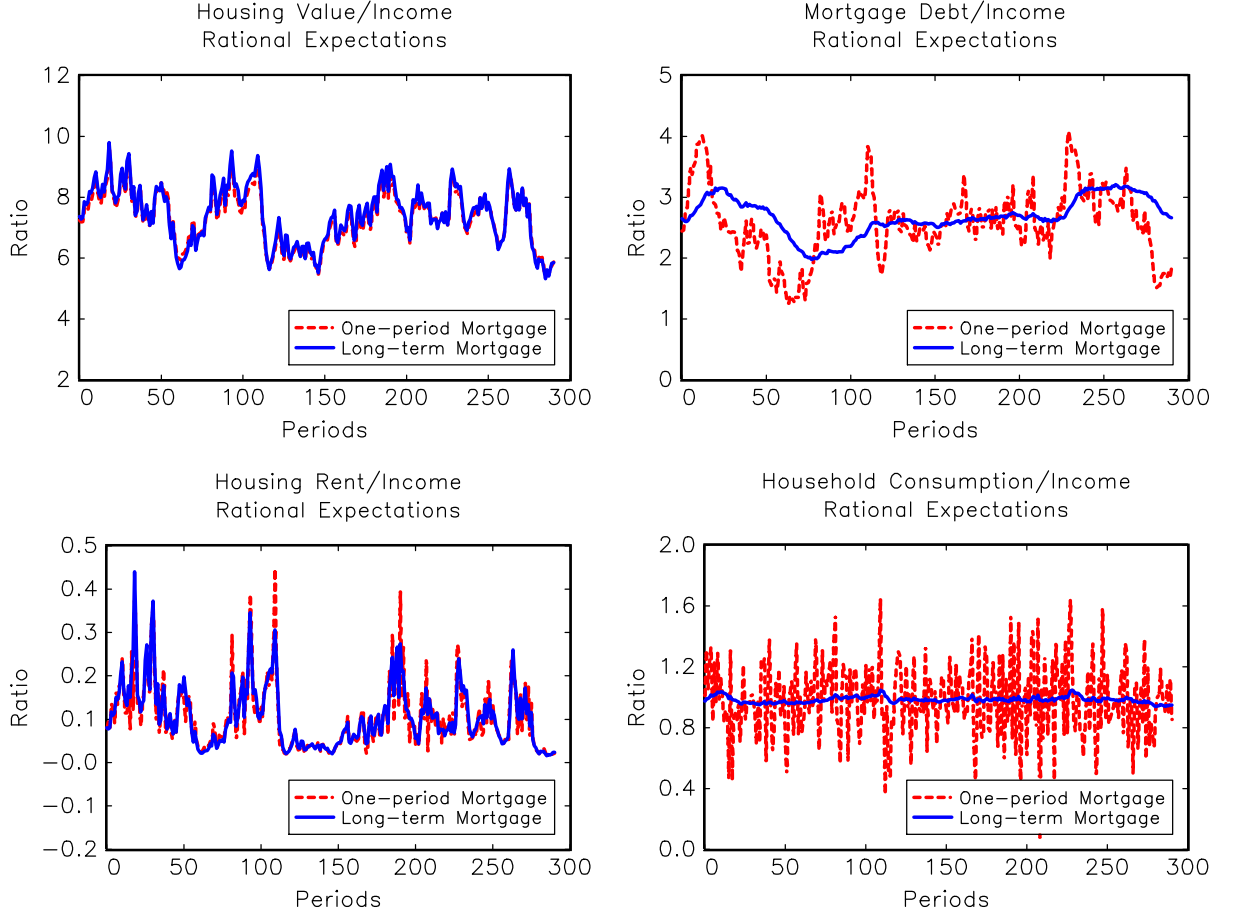 Housing Value/Income
Rational Expectations
12
10
8
6
4
2
Ratio
One-period Mortgage
Long-term Mortgage
0 50 100 150 200 250 300
Periods
Mortgage Debt/Income
Rational Expectations
5
4
3
2
1
0
Ratio
One-period Mortgage
Long-term Mortgage
0 50 100 150 200 250 300
Periods
Housing Rent/Income
Rational Expectations
0.5
0.4
0.3
0.2
0.1
-0.0
-0.1
-0.2
Ratio
One-period Mortgage
Long-term Mortgage
0 50 100 150 200 250 300
Periods
Household Consumption/Income
Rational Expectations
2.0
1.6
1.2
0.8
0.4
0.0
Ratio
One-period Mortgage
Long-term Mortgage
0 50 100 150 200 250 300
Periods